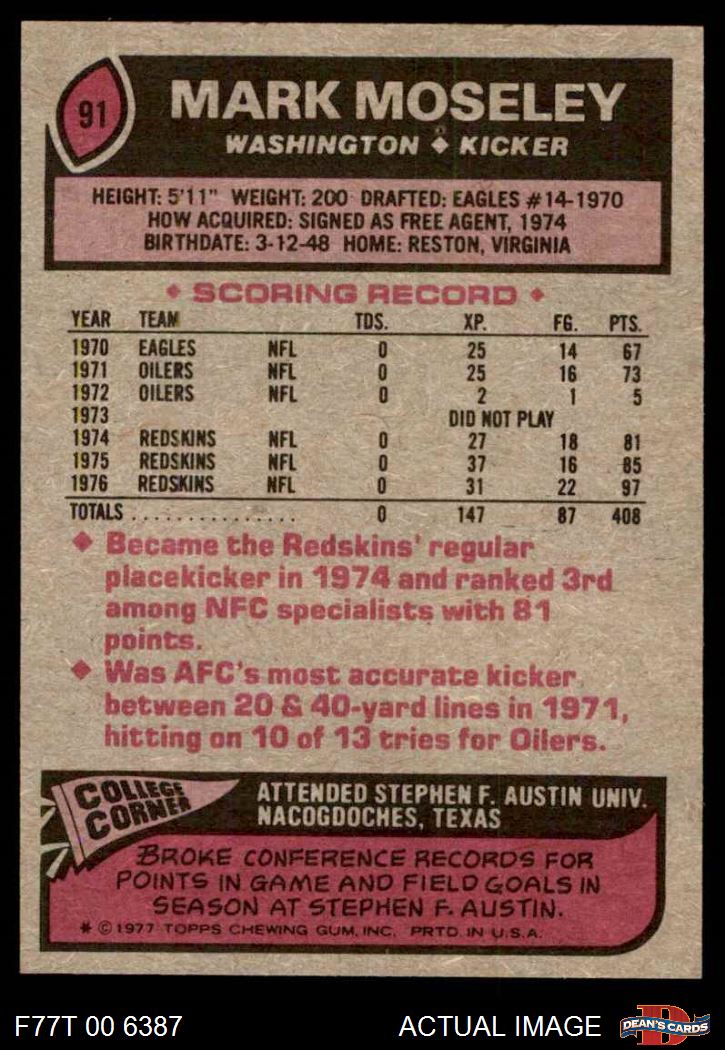 91
MARK MOSELEY
WASHINGTON ♦ KICKER
HEIGHT: 5'11" WEIGHT: 200 DRAFTED: EAGLES #14-1970
HOW ACQUIRED: SIGNED AS FREE AGENT, 1974
BIRTHDATE: 3-12-48 HOME: RESTON, VIRGINIA
♦ SCORING RECORD ♦
YEAR TEAM TDS. XP. FG. PTS.
1970 EAGLES NFL 0 25 14 67
1971 OILERS NFL 0 25 16 73
1972 OILERS NFL 0 2 1 5
1973 DID NOT PLAY
1974 REDSKINS NFL 0 27 18 81
1975 REDSKINS NFL 0 37 16 85
1976 REDSKINS NFL 0 31 22 97
TOTALS ................ 0 147 87 408
♦ Became the Redskins' regular
placekicker in 1974 and ranked 3rd
among NFC specialists with 81
points.
♦ Was AFC's most accurate kicker
between 20 & 40-yard lines in 1971,
hitting on 10 of 13 tries for Oilers.
COLLEGE
CORNER
ATTENDED STEPHEN F. AUSTIN UNIV.
NACOGDOCHES, TEXAS
BROKE CONFERENCE RECORDS FOR
POINTS IN GAME AND FIELD GOALS IN
SEASON AT STEPHEN F. AUSTIN.
* © 1977 TOPPS CHEWING GUM, INC. PRTD. IN U.S.A.
F77T 00 6387
ACTUAL IMAGE
D
DEAN'S CARDS